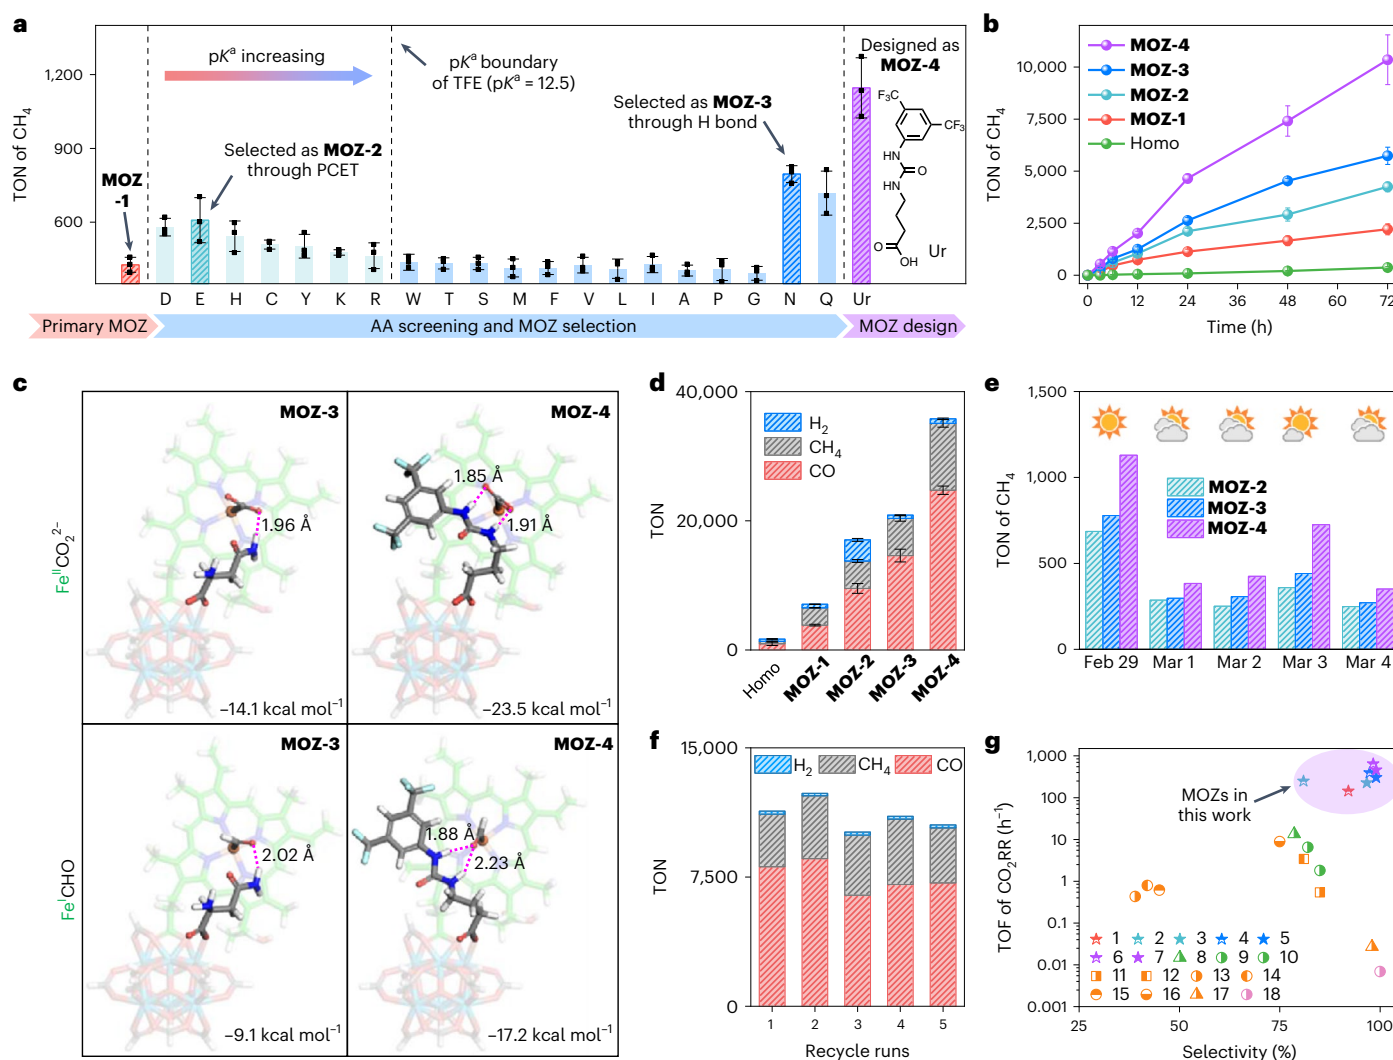 a
TON of CH4
1,200
900
600
pKᵃ increasing
pKᵃ boundary
of TFE (pKᵃ = 12.5)
Designed as
MOZ-4
Selected as MOZ-3
through H bond
Selected as MOZ-2
through PCET
MOZ
-1
F3C
CF3
HN
O
HN
O
OH
Ur
D E H C Y K R W T S M F V L I A P G N Q Ur
Primary MOZ
AA screening and MOZ selection
MOZ design
b
TON of CH4
10,000
7,500
5,000
2,500
0
MOZ-4
MOZ-3
MOZ-2
MOZ-1
Homo
0 12 24 36 48 60 72
Time (h)
c
FeᴵᴵCO₂²⁻
MOZ-3
1.96 Å
–14.1 kcal mol⁻¹
MOZ-4
1.85 Å
1.91 Å
–23.5 kcal mol⁻¹
FeᴵCHO
MOZ-3
2.02 Å
–9.1 kcal mol⁻¹
MOZ-4
1.88 Å
2.23 Å
–17.2 kcal mol⁻¹
d
TON
40,000
20,000
0
H₂
CH₄
CO
Homo MOZ-1 MOZ-2 MOZ-3 MOZ-4
e
TON of CH₄
1,500
1,000
500
0
MOZ-2
MOZ-3
MOZ-4
Feb 29 Mar 1 Mar 2 Mar 3 Mar 4
f
TON
15,000
7,500
0
H₂ CH₄ CO
1 2 3 4 5
Recycle runs
g
TOF of CO₂RR (h⁻¹)
1,000
100
10
1
0.1
0.01
0.001
MOZs in
this work
1 2 3 4 5
6 7 8 9 10
11 12 13 14
15 16 17 18
25 50 75 100
Selectivity (%)